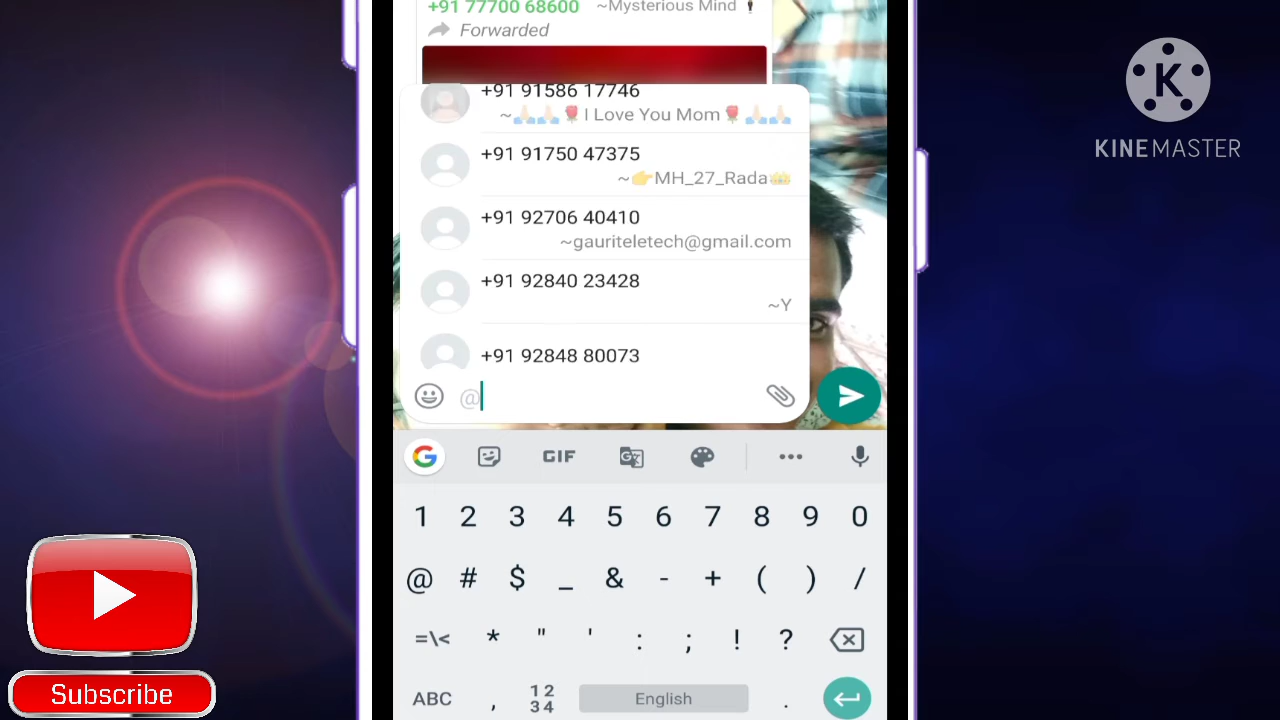 +91 77700 68600 ~Mysterious Mind
Forwarded
+91 91586 17746
~🙏🏻🙏🏻🌹I Love You Mom🌹🙏🏻🙏🏻
+91 91750 47375
~👉MH_27_Rada👑
+91 92706 40410
~gauriteletech@gmail.com
+91 92840 23428
~Y
+91 92848 80073
@
G GIF G
1 2 3 4 5 6 7 8 9 0
@ # $ _ & - + ( ) /
=\< * " ' : ; ! ?
ABC , 12 34 English .
K
KINEMASTER
Subscribe